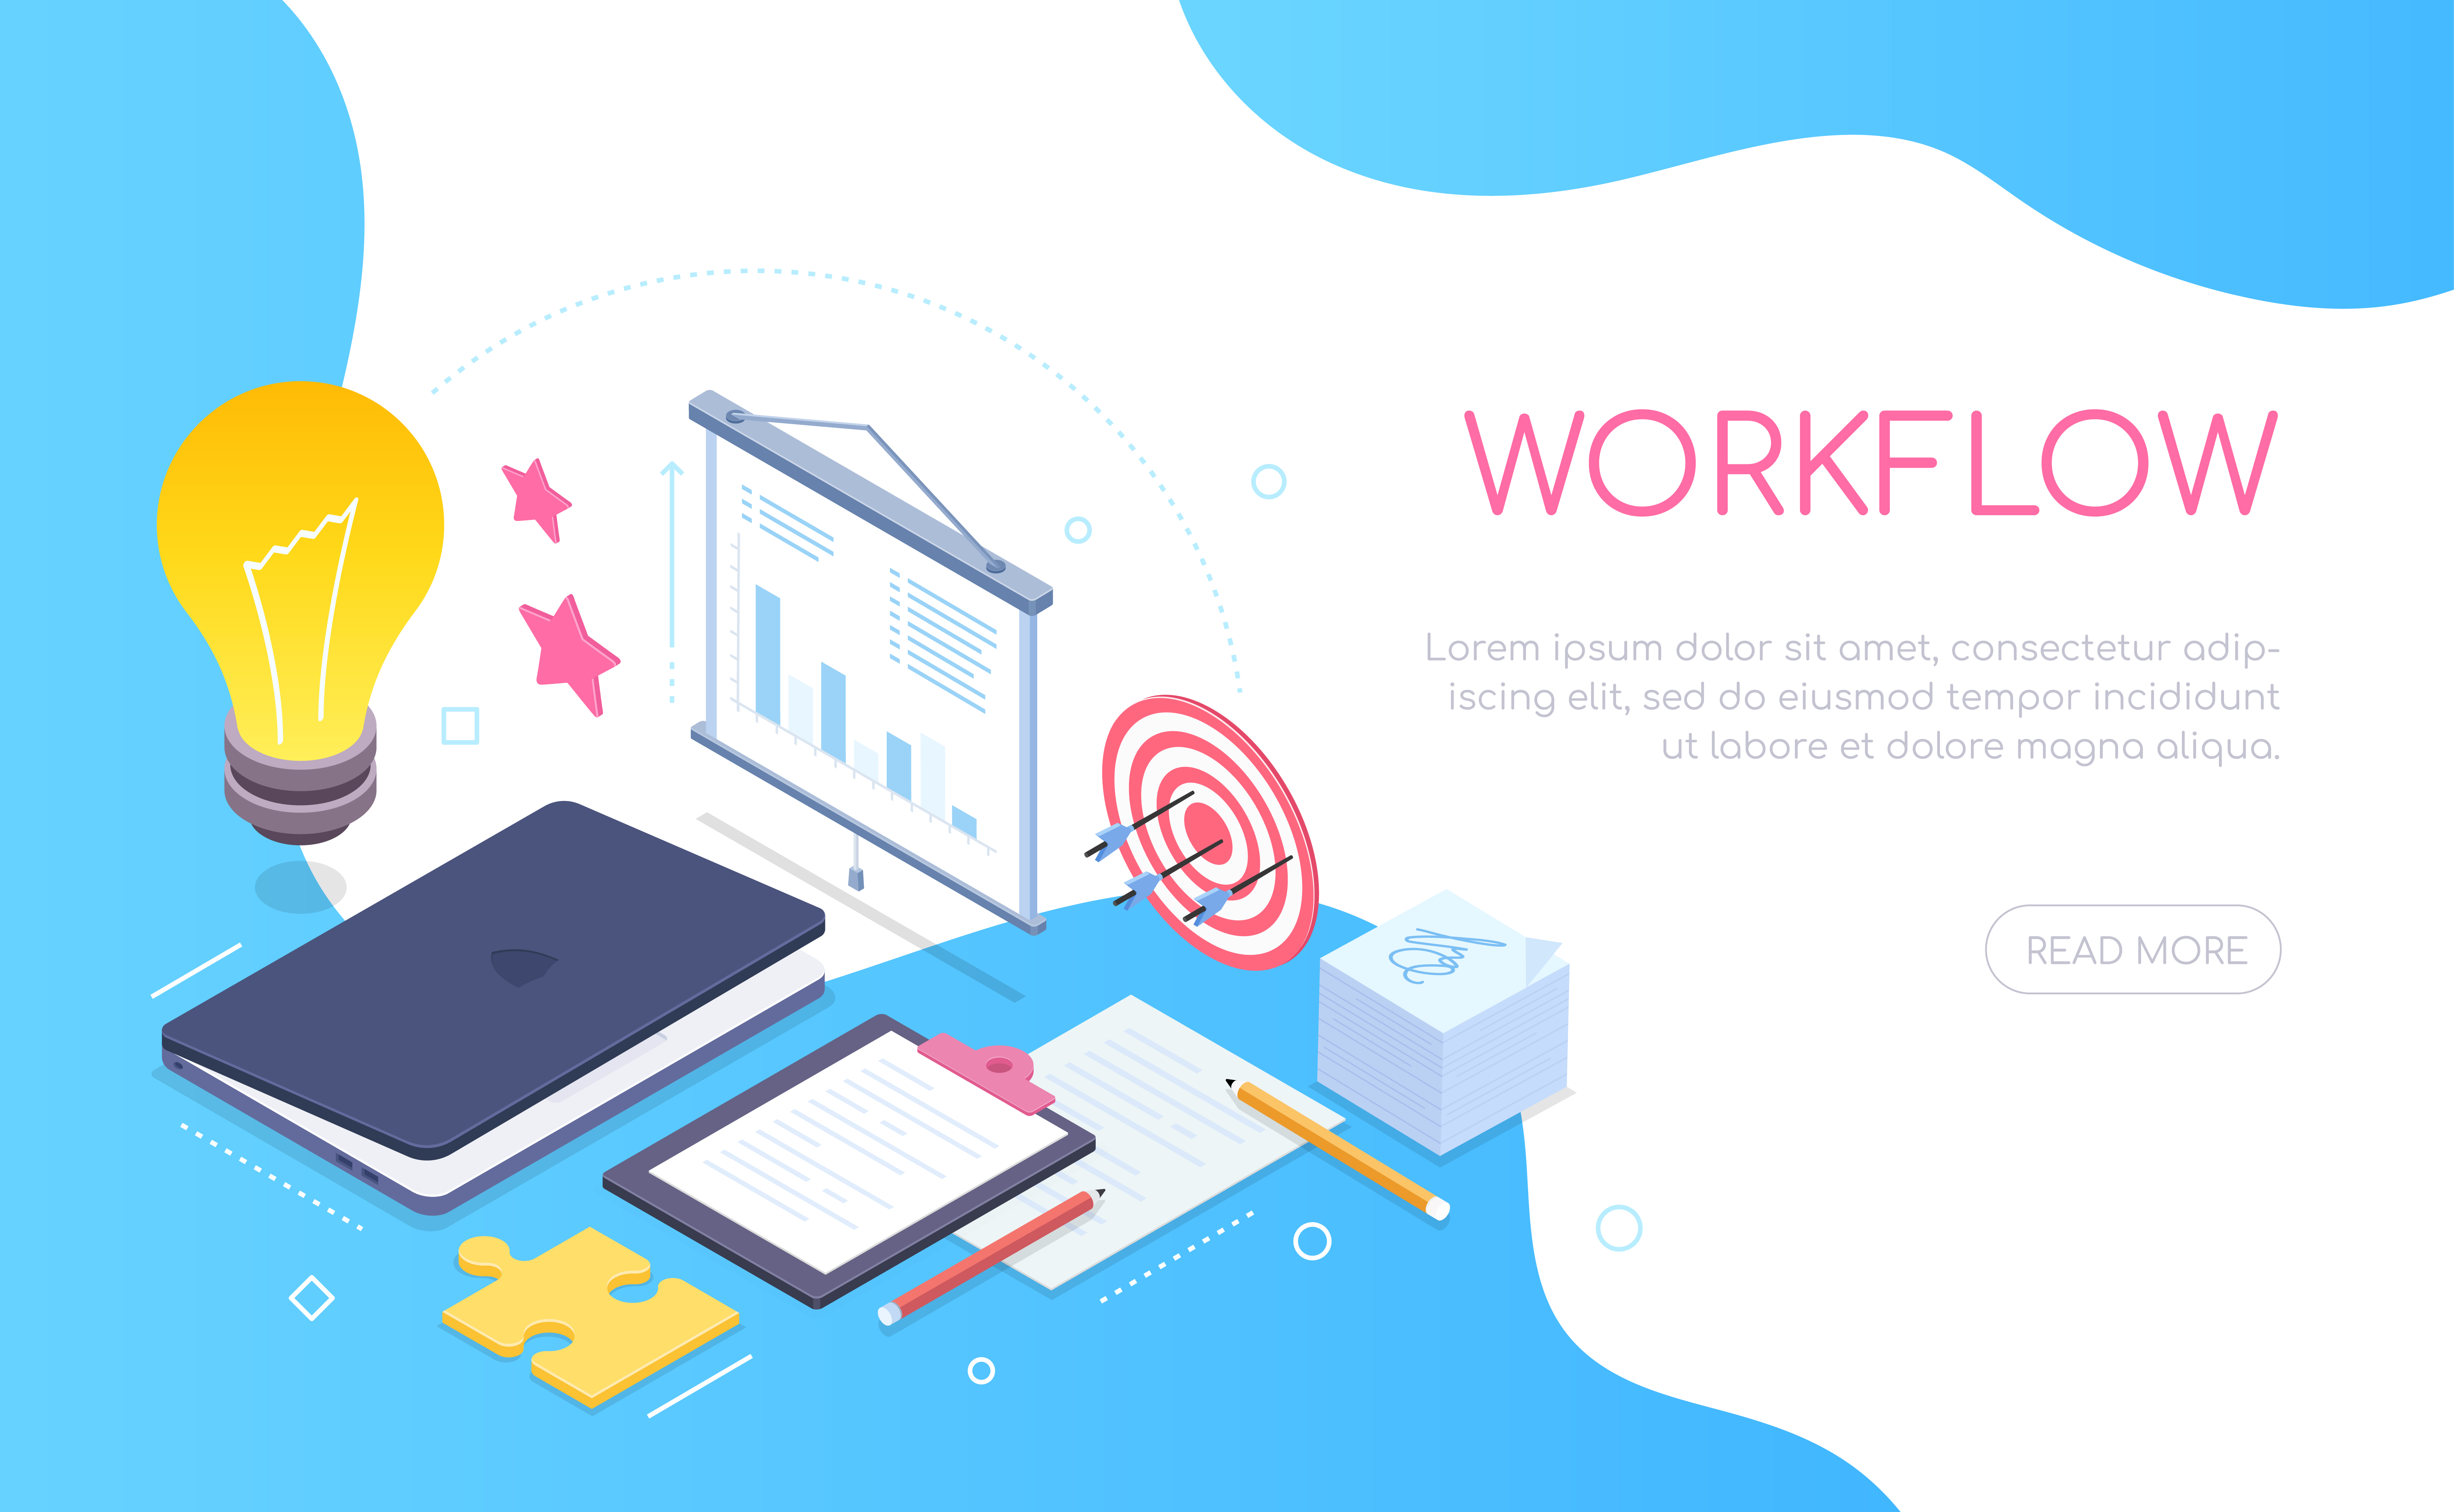 WORKFLOW
Lorem ipsum dolor sit amet, consectetur adip-
iscing elit, sed do eiusmod tempor incididunt
ut labore et dolore magna aliqua.
READ MORE